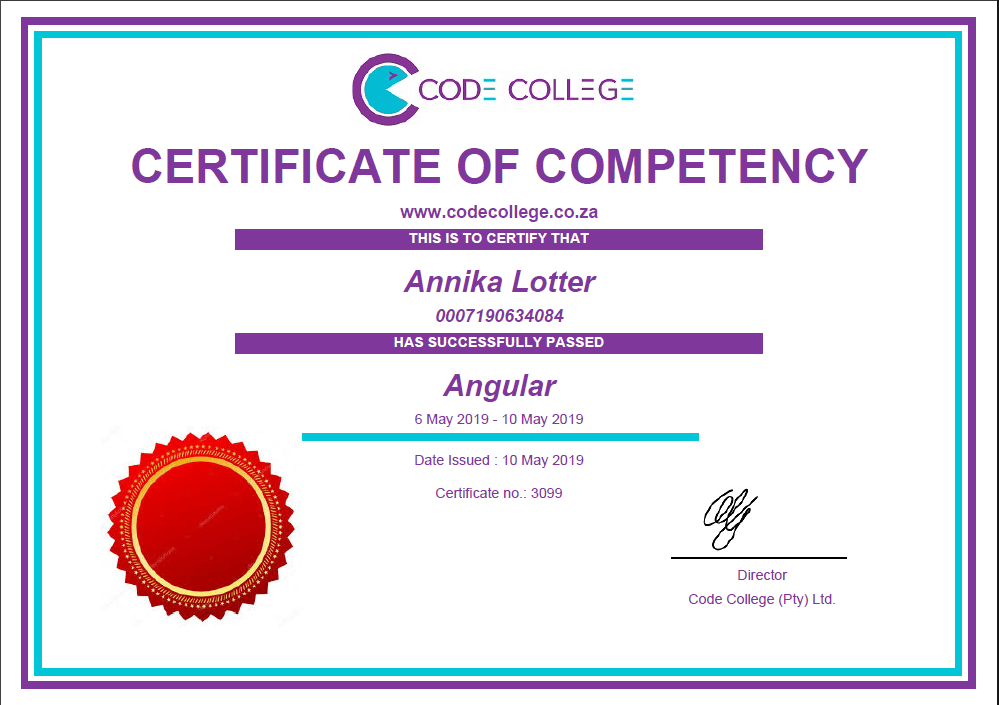 CODE COLLEGE
CERTIFICATE OF COMPETENCY
www.codecollege.co.za
THIS IS TO CERTIFY THAT
Annika Lotter
0007190634084
HAS SUCCESSFULLY PASSED
Angular
6 May 2019 - 10 May 2019
Date Issued : 10 May 2019
Certificate no.: 3099
Director
Code College (Pty) Ltd.